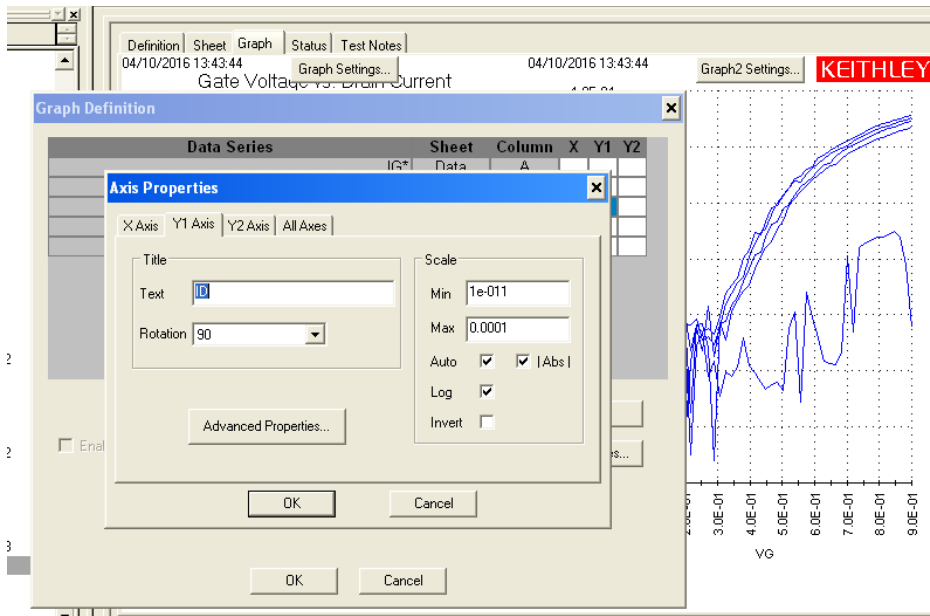 Definition Sheet Graph Status Test Notes
04/10/2016 13:43:44 Graph Settings... 04/10/2016 13:43:44 Graph2 Settings... KEITHLEY
Gate Voltage vs. Drain Current
Graph Definition
Data Series Sheet Column X Y1 Y2
IG* Data A
Axis Properties
X Axis Y1 Axis Y2 Axis All Axes
Title Scale
Text ID Min 1e-011
Rotation 90 Max 0.0001
Auto |Abs|
Log
Advanced Properties... Invert
Enab
s...
OK Cancel
3.0E-01 4.0E-01 5.0E-01 6.0E-01 7.0E-01 8.0E-01 9.0E-01
VG
OK Cancel